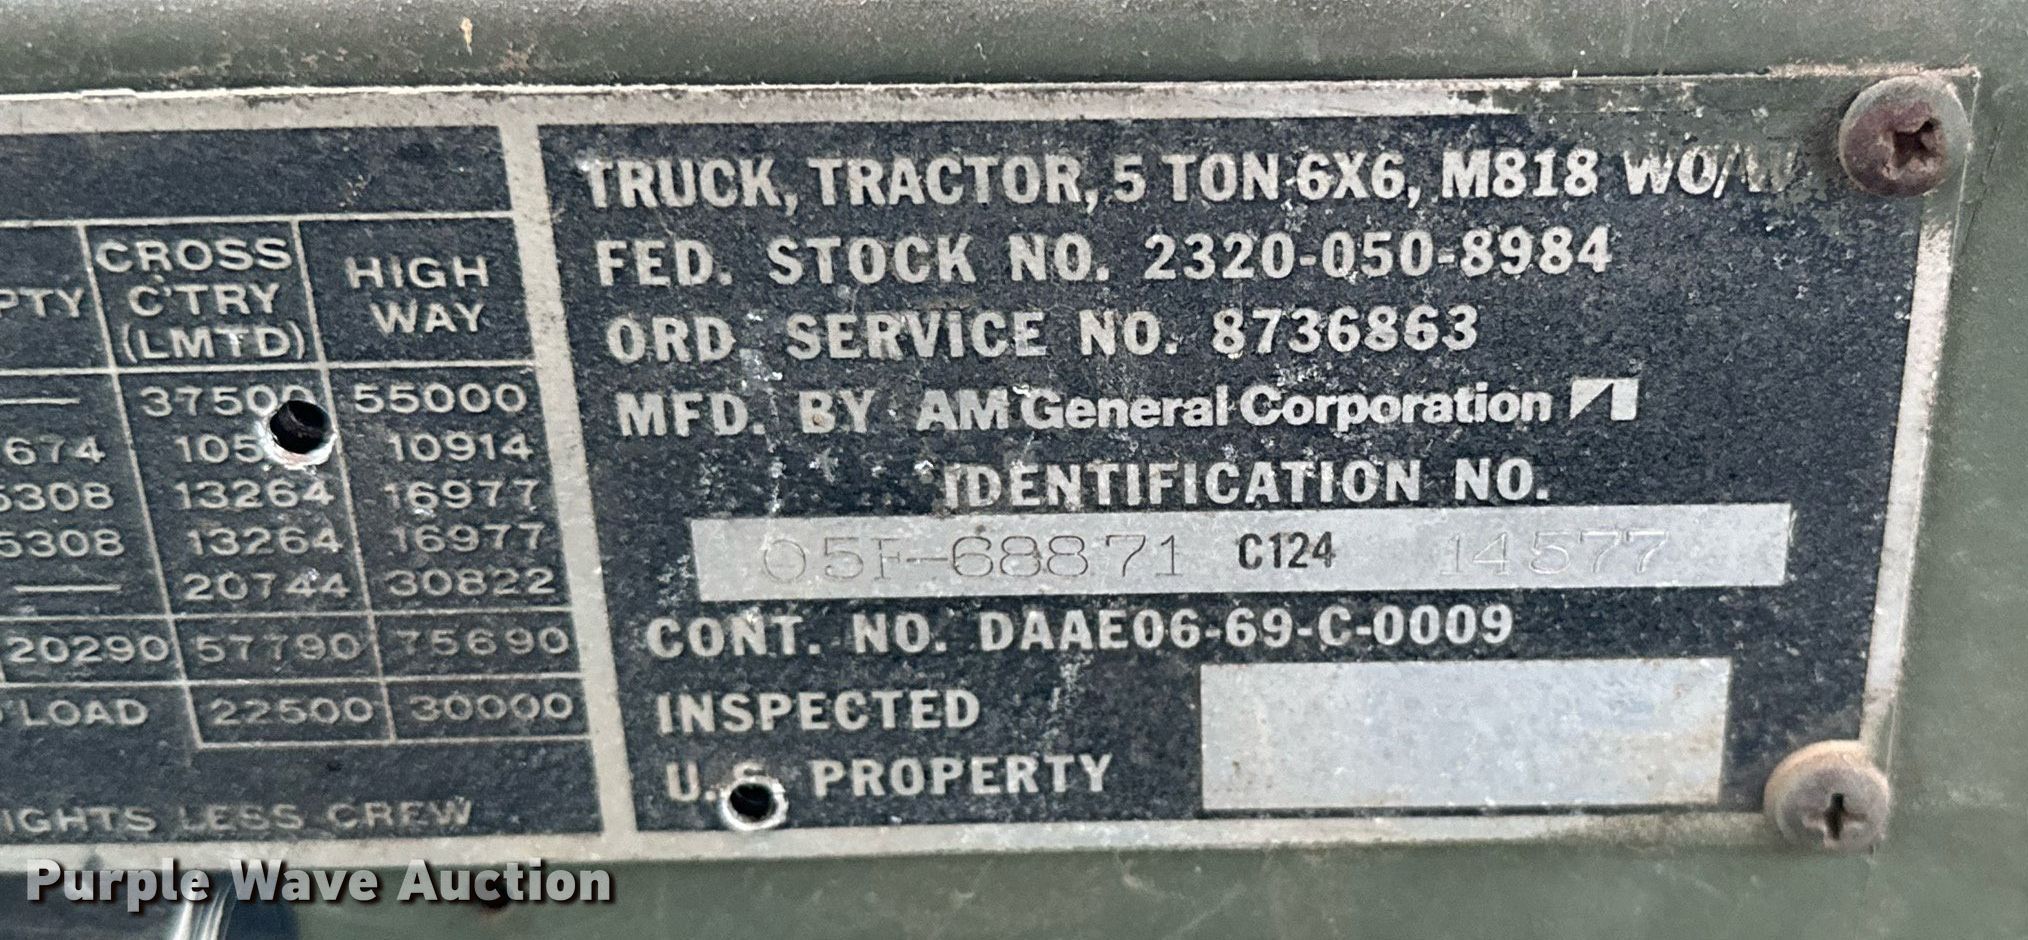 TRUCK, TRACTOR, 5 TON 6X6, M818 WO/W
FED. STOCK NO. 2320-050-8984
ORD. SERVICE NO. 8736863
MFD. BY AM General Corporation
IDENTIFICATION NO.
05F-68871 C124 14577
CONT. NO. DAAE06-69-C-0009
INSPECTED
U.S. PROPERTY
PTY CROSS C'TRY (LMTD) HIGH WAY
— 37500 55000
674 105 10914
5308 13264 16977
5308 13264 16977
— 20744 30822
20290 57790 75690
LOAD 22500 30000
IGHTS LESS CREW
Purple Wave Auction